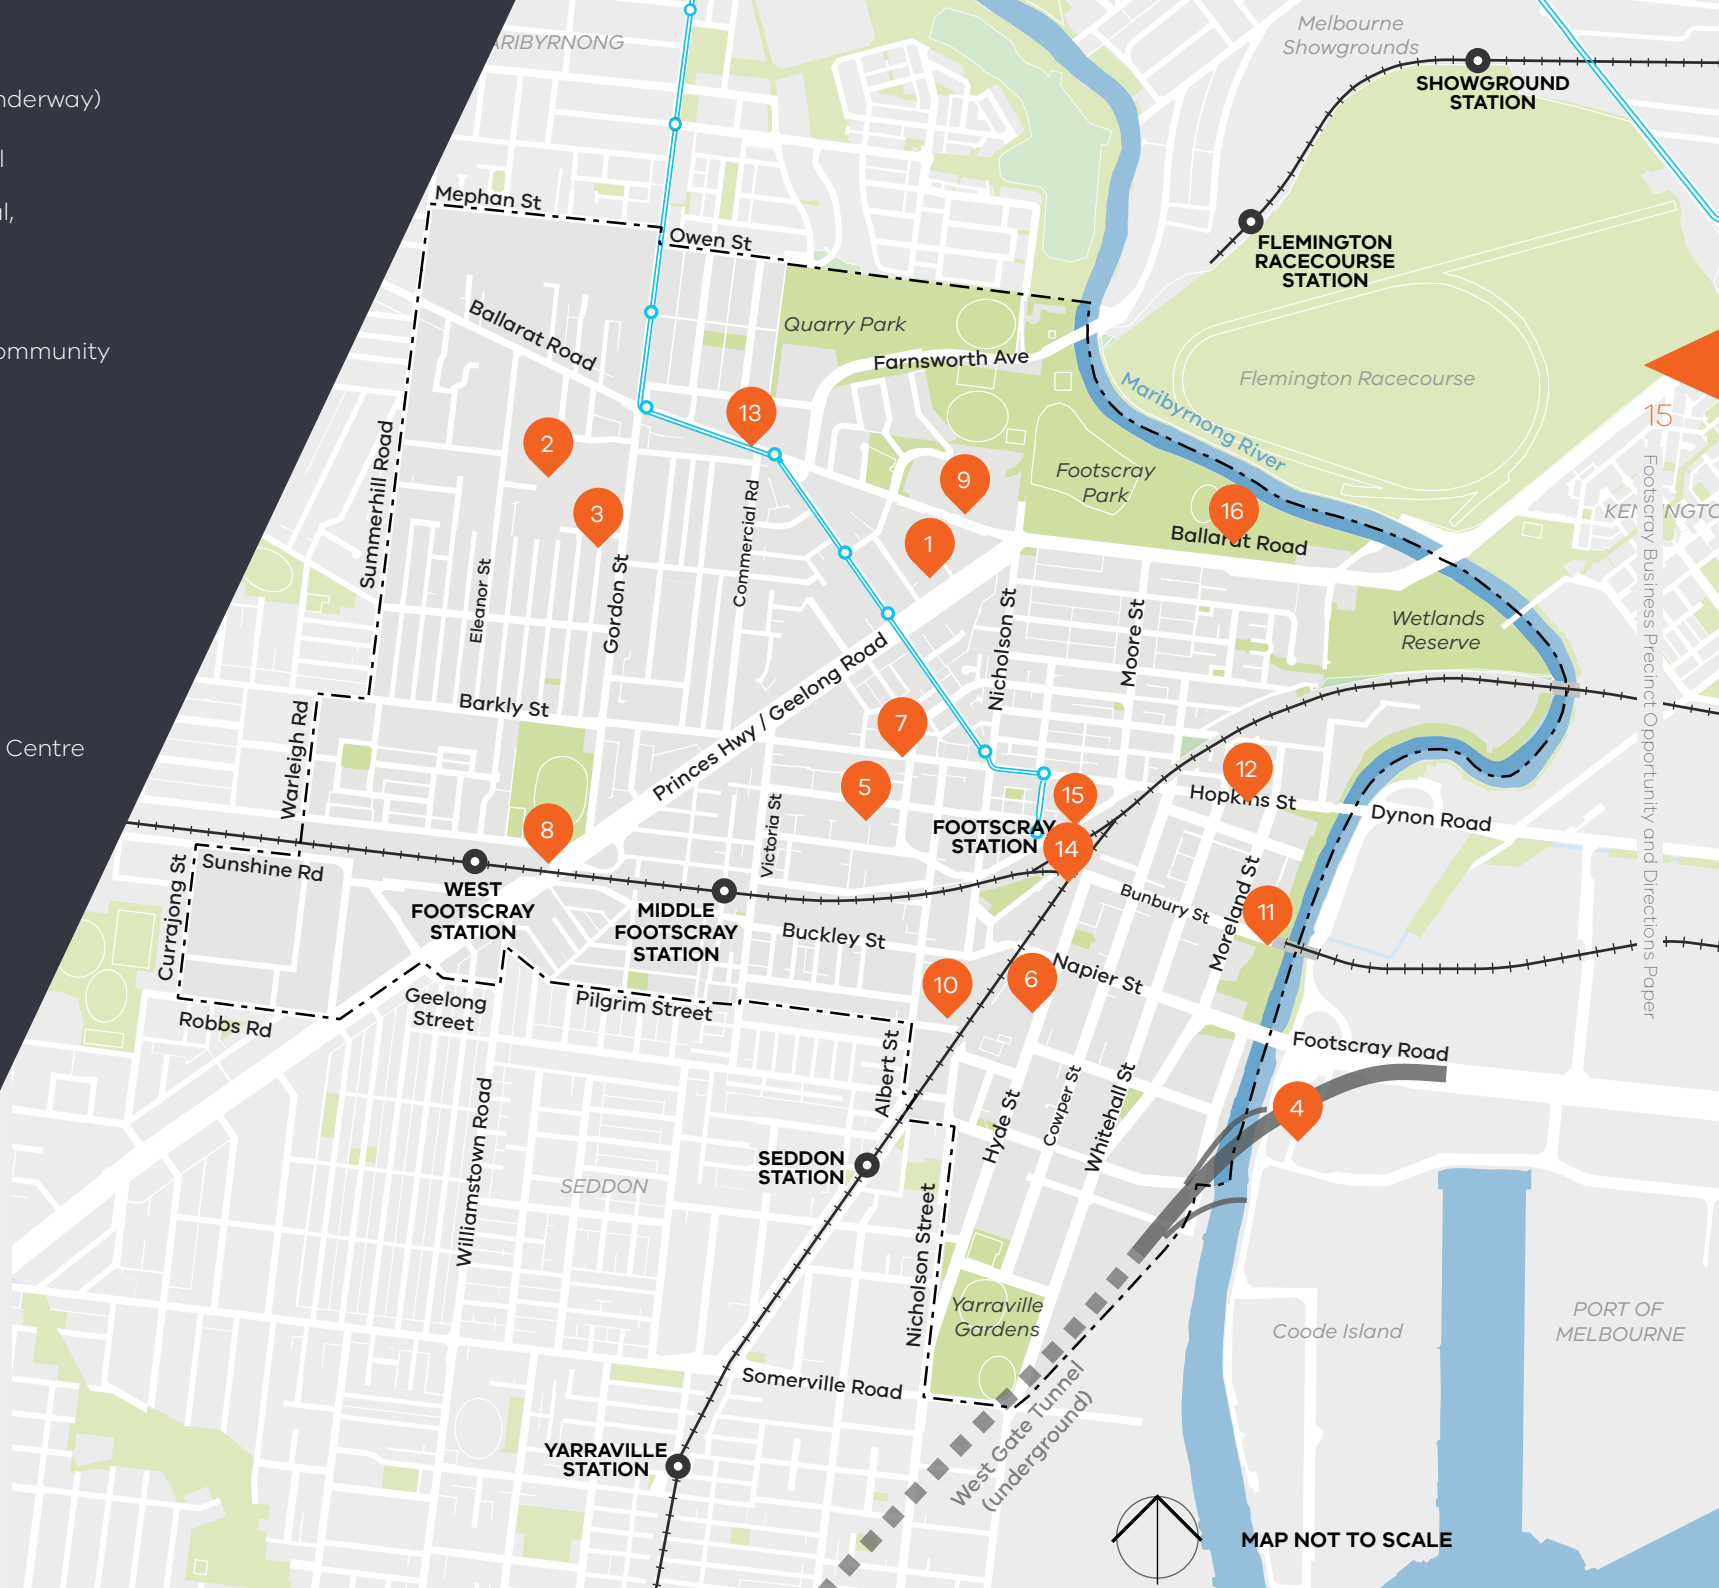 Melbourne
Showgrounds
SHOWGROUND
STATION
Mephan St
Owen St
FLEMINGTON
RACECOURSE
STATION
Ballarat Road
Quarry Park
Farnsworth Ave
Flemington Racecourse
Maribyrnong River
13
2
3
9
1
16
Footscray
Park
Ballarat Road
Summerhill Road
Eleanor St
Gordon St
Commercial Rd
Nicholson St
Moore St
Wetlands
Reserve
15
Footscray Business Precinct Opportunity and Directions Paper
Princes Hwy / Geelong Road
Barkly St
Warleigh Rd
7
5
12
15
Hopkins St
Dynon Road
Centre
8
Victoria St
FOOTSCRAY
STATION
14
Sunshine Rd
Currajong St
WEST
FOOTSCRAY
STATION
MIDDLE
FOOTSCRAY
STATION
Bunbury St
Moreland St
11
Buckley St
10
6
Napier St
Geelong
Street
Pilgrim Street
Robbs Rd
Footscray Road
Albert St
Williamstown Road
Hyde St
Cowper St
Whitehall St
4
SEDDON
STATION
SEDDON
Nicholson Street
Yarraville
Gardens
Coode Island
PORT OF
MELBOURNE
Somerville Road
West Gate Tunnel
(underground)
YARRAVILLE
STATION
MAP NOT TO SCALE